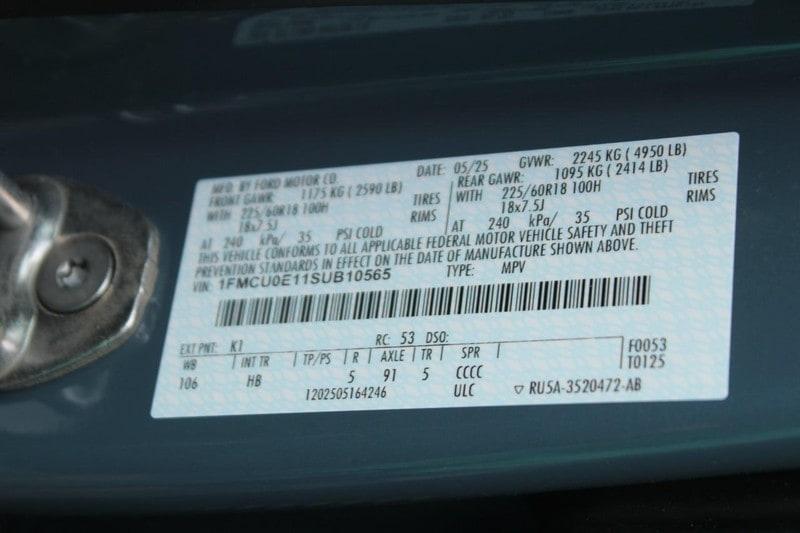 MFD. BY FORD MOTOR CO. DATE: 05/25 GVWR: 2245 KG ( 4950 LB)
FRONT GAWR: 1175 KG ( 2590 LB) REAR GAWR: 1095 KG ( 2414 LB)
WITH 225/60R18 100H TIRES WITH 225/60R18 100H TIRES
18x7.5J RIMS 18x7.5J RIMS
AT 240 kPa/ 35 PSI COLD AT 240 kPa/ 35 PSI COLD
THIS VEHICLE CONFORMS TO ALL APPLICABLE FEDERAL MOTOR VEHICLE SAFETY AND THEFT
PREVENTION STANDARDS IN EFFECT ON THE DATE OF MANUFACTURE SHOWN ABOVE.
VIN: 1FMCU0E11SUB10565 TYPE: MPV
EXT PNT: K1 RC: 53 DSO:
WB INT TR TP/PS R AXLE TR SPR F0053
106 HB 5 91 5 CCCC T0125
1202505164246 ULC ▽ RU5A-3520472-AB